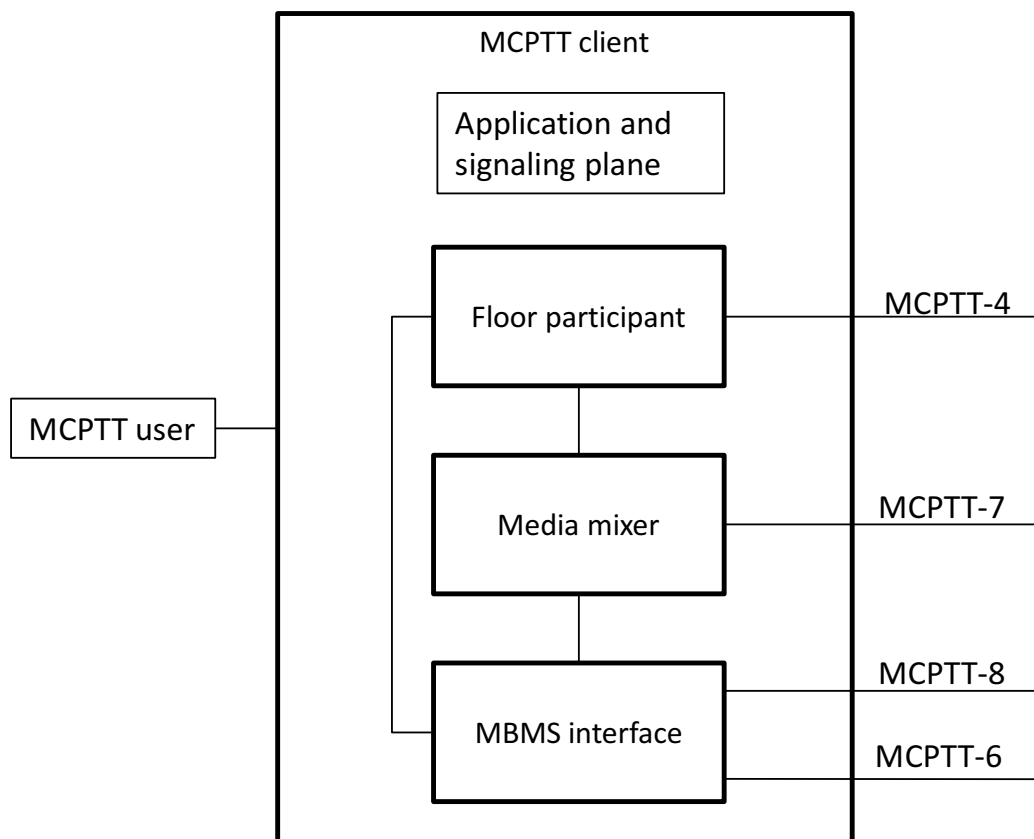 MCPTT client
Application and
signaling plane
Floor participant
MCPTT-4
MCPTT user
Media mixer
MCPTT-7
MBMS interface
MCPTT-8
MCPTT-6